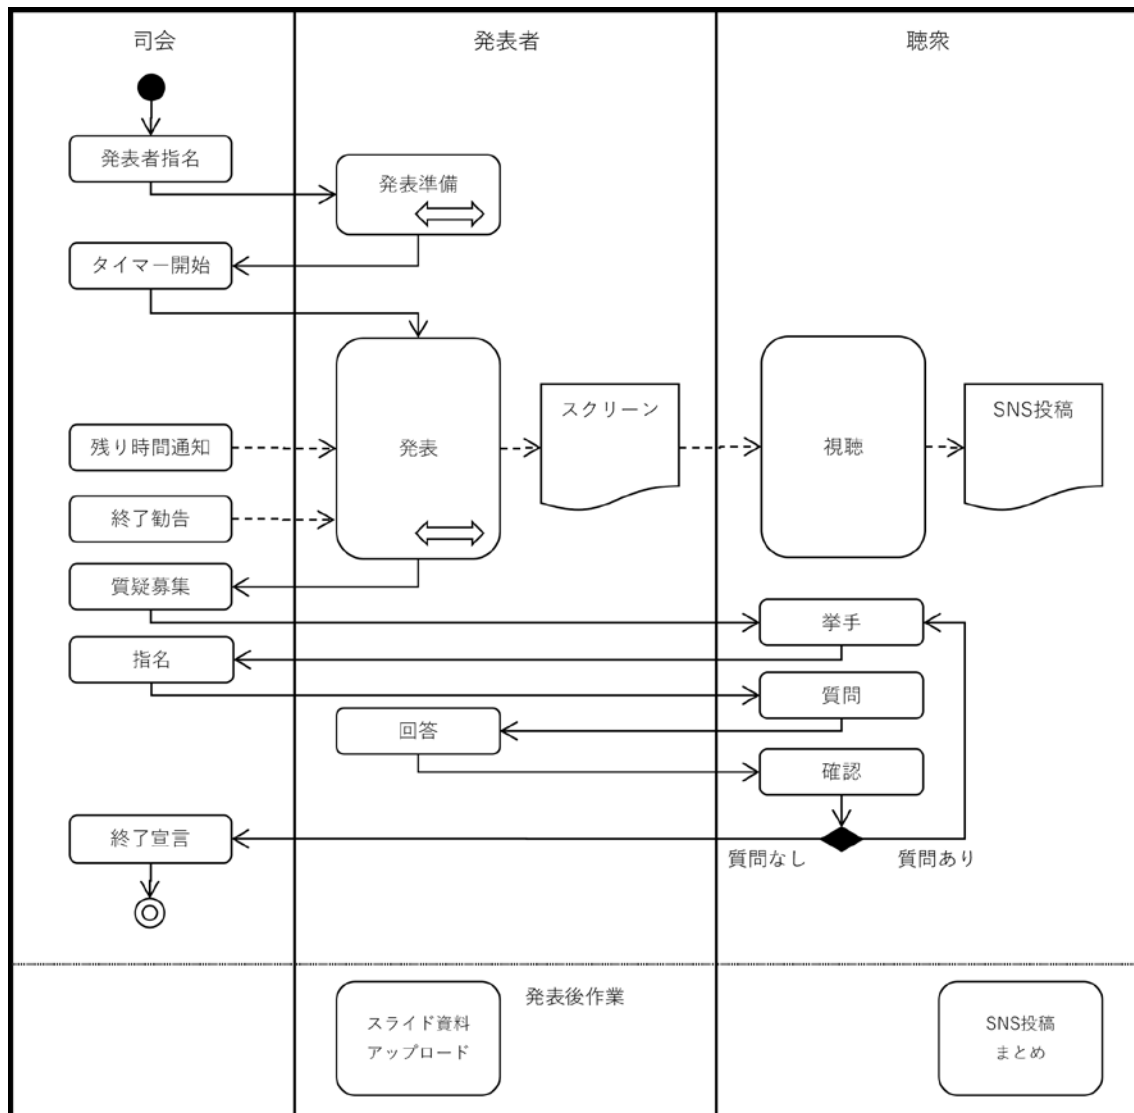 司会
発表者
聴衆
発表者指名
発表準備
タイマー開始
スクリーン
SNS投稿
残り時間通知
発表
視聴
終了勧告
質疑募集
挙手
指名
質問
回答
確認
終了宣言
質問なし
質問あり
発表後作業
スライド資料
アップロード
SNS投稿
まとめ